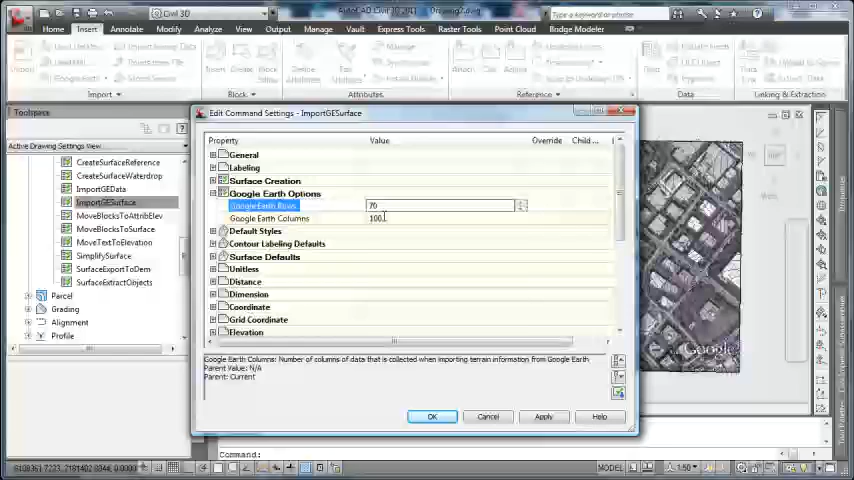 Civil 3D
AutoCAD Civil 3D 2011 Drawing2.dwg
Type a keyword or phrase
Home Insert Annotate Modify Analyze View Output Manage Vault Express Tools Raster Tools Point Cloud Bridge Modeler
Import Block Attributes Reference Data Linking & Extraction
Toolspace
Active Drawing Settings View
CreateSurfaceReference
CreateSurfaceWaterdrop
ImportGEData
ImportGESurface
MoveBlocksToAttribElev
MoveBlocksToSurface
MoveTextToElevation
SimplifySurface
SurfaceExportToDem
SurfaceExtractObjects
Parcel
Grading
Alignment
Profile
Edit Command Settings - ImportGESurface
Property Value Override Child ...
General
Labeling
Surface Creation
Google Earth Options
Google Earth Rows 70
Google Earth Columns 100
Default Styles
Contour Labeling Defaults
Surface Defaults
Unitless
Distance
Dimension
Coordinate
Grid Coordinate
Elevation
Google Earth Columns: Number of columns of data that is collected when importing terrain information from Google Earth
Parent Value: N/A
Parent: Current
OK Cancel Apply Help
Google
Command:
MODEL 1:50